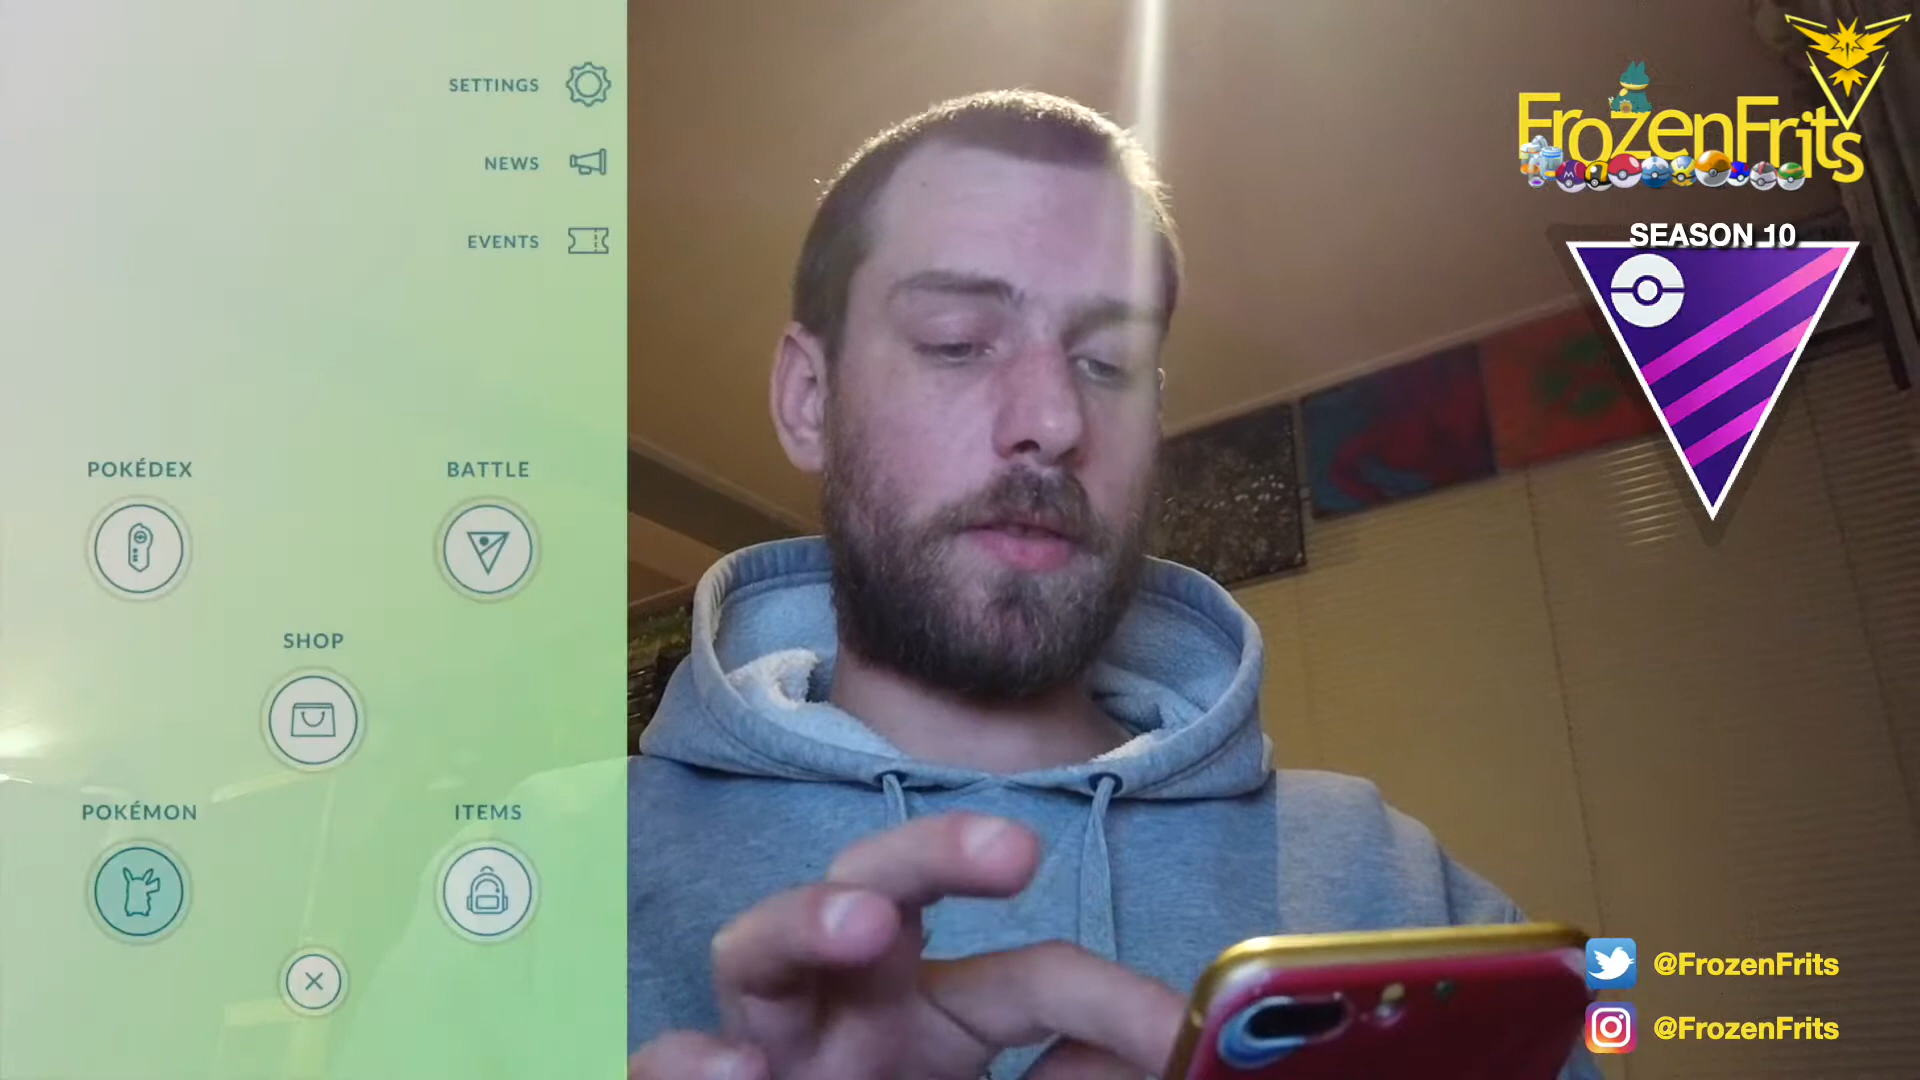 SETTINGS
NEWS
EVENTS
POKÉDEX
BATTLE
SHOP
POKÉMON
ITEMS
FrozenFrits
SEASON 10
@FrozenFrits
@FrozenFrits